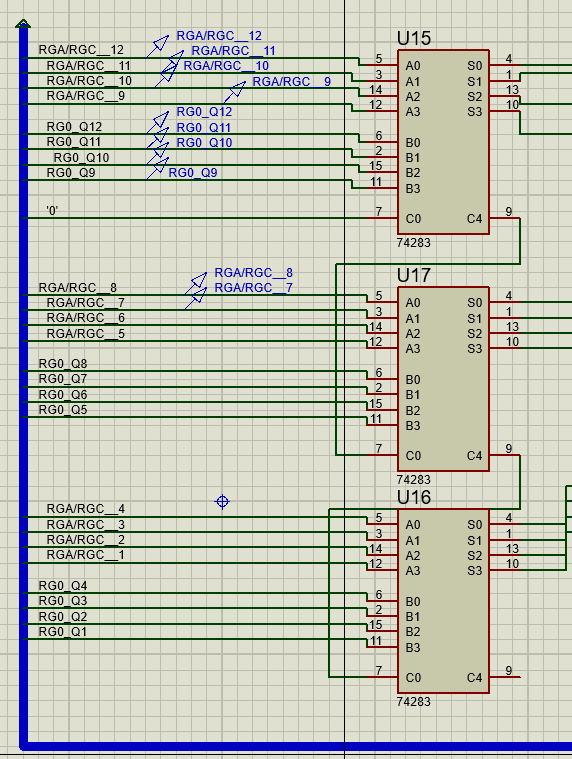 U15
RGA/RGC__12 RGA/RGC__12 5 A0 S0 4
RGA/RGC__11 RGA/RGC__11 3 A1 S1 1
RGA/RGC__10 RGA/RGC__10 14 A2 S2 13
RGA/RGC__9 RGA/RGC 9 12 A3 S3 10
RG0_Q12 RG0_Q12 6 B0
RG0_Q11 RG0_Q11 2 B1
RG0_Q10 RG0_Q10 15 B2
RG0_Q9 RG0_Q9 11 B3
'0' 7 C0 C4 9
74283
U17
RGA/RGC__8 RGA/RGC__8 5 A0 S0 4
RGA/RGC__7 RGA/RGC__7 3 A1 S1 1
RGA/RGC__6 14 A2 S2 13
RGA/RGC__5 12 A3 S3 10
RG0_Q8 6 B0
RG0_Q7 2 B1
RG0_Q6 15 B2
RG0_Q5 11 B3
7 C0 C4 9
74283
U16
RGA/RGC__4 5 A0 S0 4
RGA/RGC__3 3 A1 S1 1
RGA/RGC__2 14 A2 S2 13
RGA/RGC__1 12 A3 S3 10
RG0_Q4 6 B0
RG0_Q3 2 B1
RG0_Q2 15 B2
RG0_Q1 11 B3
7 C0 C4 9
74283